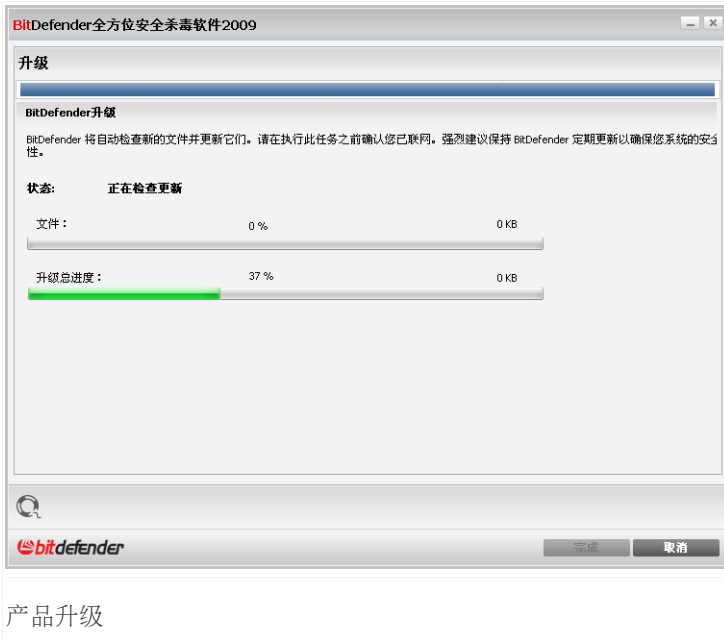 BitDefender全方位安全杀毒软件2009
升级
BitDefender升级
BitDefender 将自动检查新的文件并更新它们。请在执行此任务之前确认您已联网。强烈建议保持 BitDefender 定期更新以确保您系统的安全
性。
状态: 正在检查更新
文件： 0 % 0 KB
升级总进度： 37 % 0 KB
bitdefender 完成 取消
产品升级